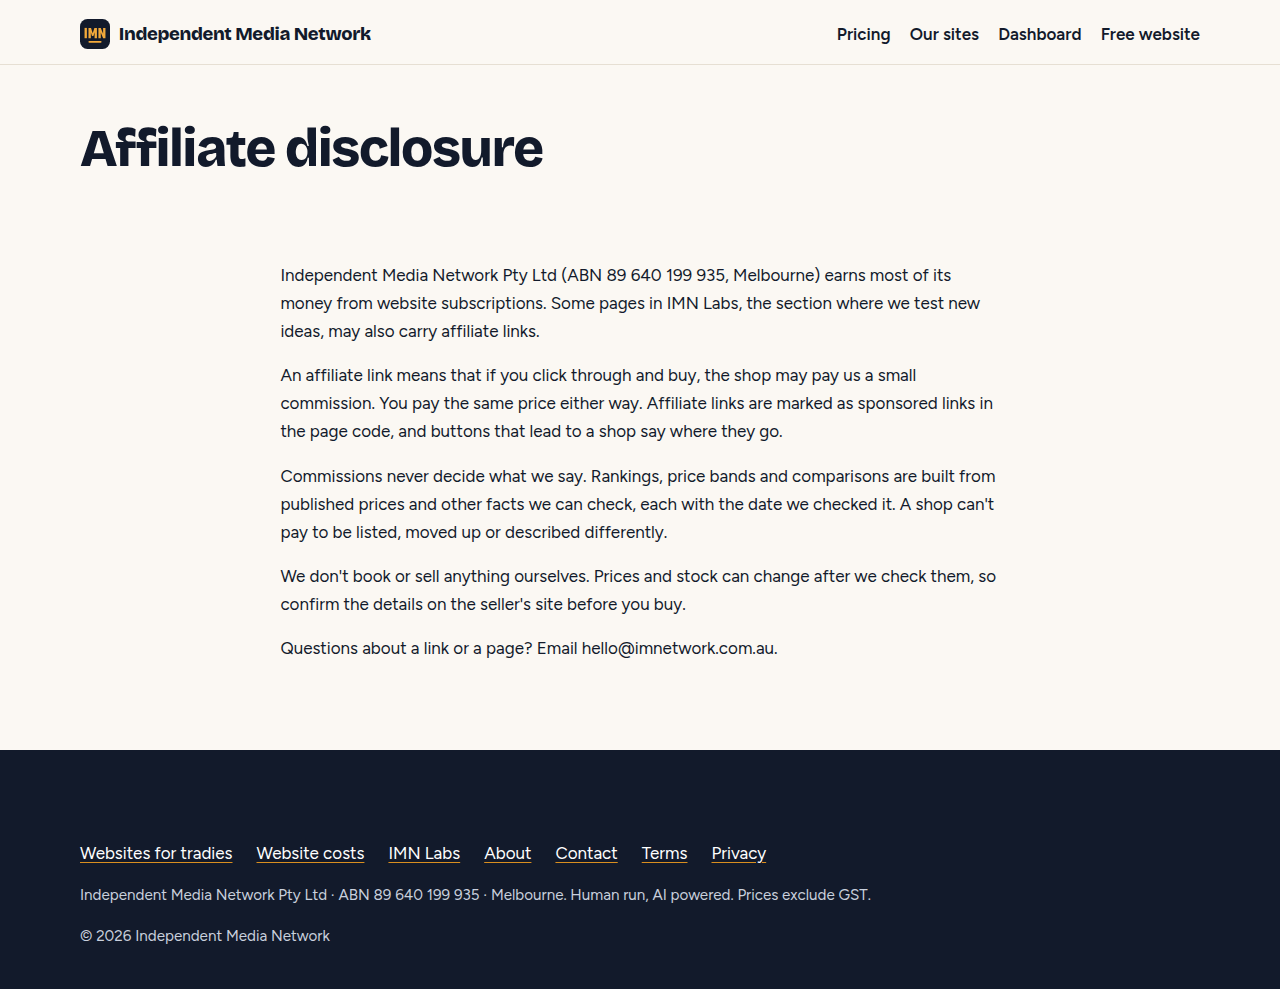 IMN Independent Media Network
Pricing Our sites Dashboard Free website
Affiliate disclosure
Independent Media Network Pty Ltd (ABN 89 640 199 935, Melbourne) earns most of its
money from website subscriptions. Some pages in IMN Labs, the section where we test new
ideas, may also carry affiliate links.
An affiliate link means that if you click through and buy, the shop may pay us a small
commission. You pay the same price either way. Affiliate links are marked as sponsored links in
the page code, and buttons that lead to a shop say where they go.
Commissions never decide what we say. Rankings, price bands and comparisons are built from
published prices and other facts we can check, each with the date we checked it. A shop can't
pay to be listed, moved up or described differently.
We don't book or sell anything ourselves. Prices and stock can change after we check them, so
confirm the details on the seller's site before you buy.
Questions about a link or a page? Email hello@imnetwork.com.au.
Websites for tradies Website costs IMN Labs About Contact Terms Privacy
Independent Media Network Pty Ltd · ABN 89 640 199 935 · Melbourne. Human run, AI powered. Prices exclude GST.
© 2026 Independent Media Network